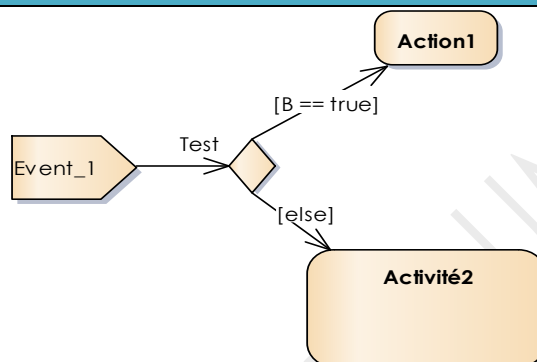 Action1
[B == true]
Test
Event_1
[else]
Activité2